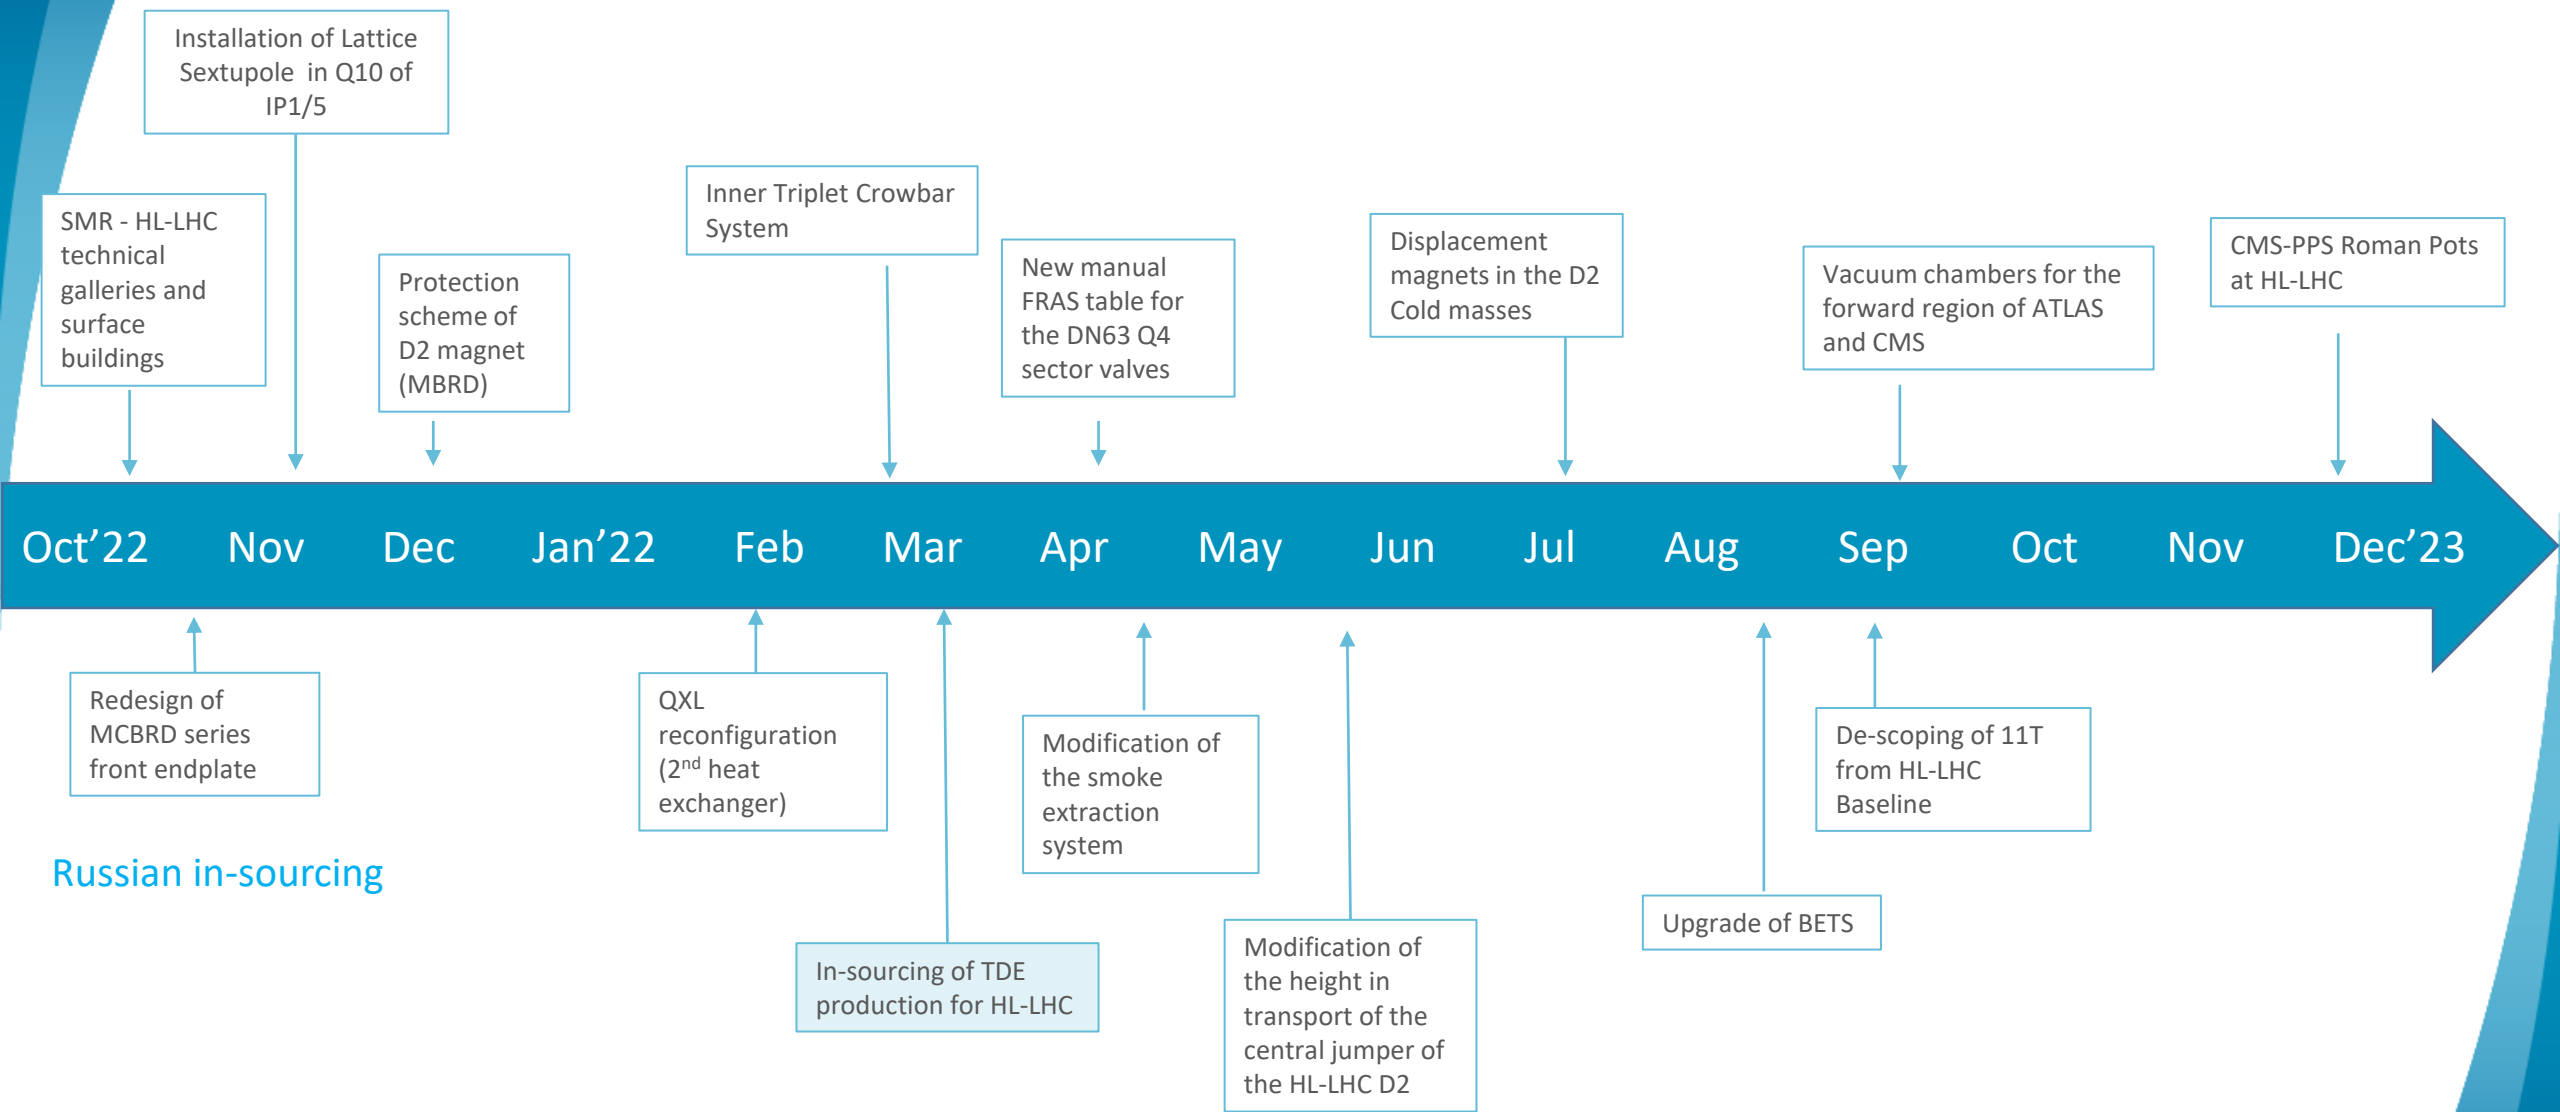 Installation of Lattice
Sextupole in Q10 of
IP1/5
SMR - HL-LHC
technical
galleries and
surface
buildings
Protection
scheme of
D2 magnet
(MBRD)
Inner Triplet Crowbar
System
New manual
FRAS table for
the DN63 Q4
sector valves
Displacement
magnets in the D2
Cold masses
Vacuum chambers for the
forward region of ATLAS
and CMS
CMS-PPS Roman Pots
at HL-LHC
Oct’22 Nov Dec Jan’22 Feb Mar Apr May Jun Jul Aug Sep Oct Nov Dec’23
Redesign of
MCBRD series
front endplate
QXL
reconfiguration
(2nd heat
exchanger)
Modification of
the smoke
extraction
system
De-scoping of 11T
from HL-LHC
Baseline
Russian in-sourcing
Upgrade of BETS
In-sourcing of TDE
production for HL-LHC
Modification of
the height in
transport of the
central jumper of
the HL-LHC D2